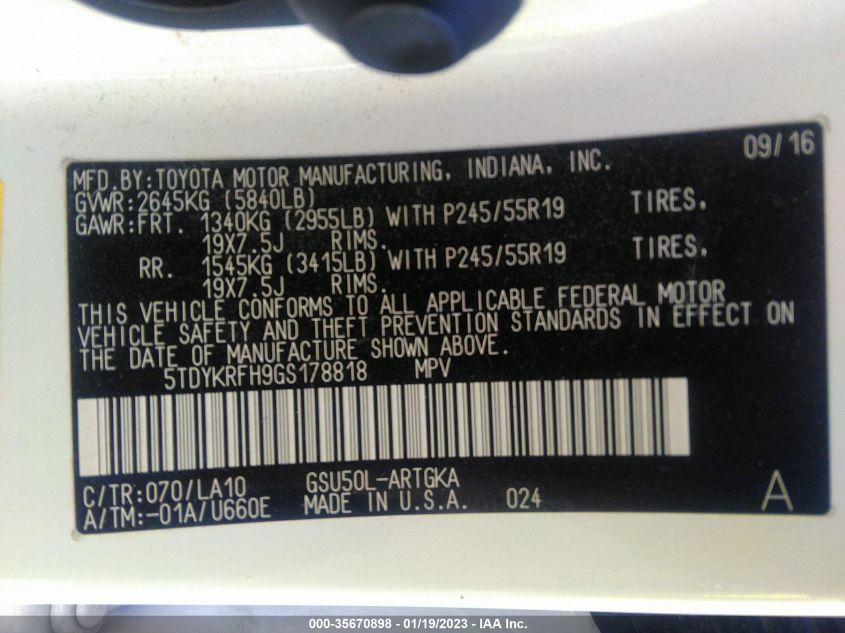 09/16
MFD.BY:TOYOTA MOTOR MANUFACTURING, INDIANA, INC.
GVWR:2645KG (5840LB)
GAWR:FRT. 1340KG (2955LB) WITH P245/55R19 TIRES,
19X7.5J RIMS.
RR. 1545KG (3415LB) WITH P245/55R19 TIRES,
19X7.5J RIMS.
THIS VEHICLE CONFORMS TO ALL APPLICABLE FEDERAL MOTOR
VEHICLE SAFETY AND THEFT PREVENTION STANDARDS IN EFFECT ON
THE DATE OF MANUFACTURE SHOWN ABOVE.
5TDYKRFH9GS178818 MPV
C/TR:070/LA10 GSU50L-ARTGKA
A/TM:-01A/U660E MADE IN U.S.A. 024
A
000-35670898 - 01/19/2023 - IAA Inc.